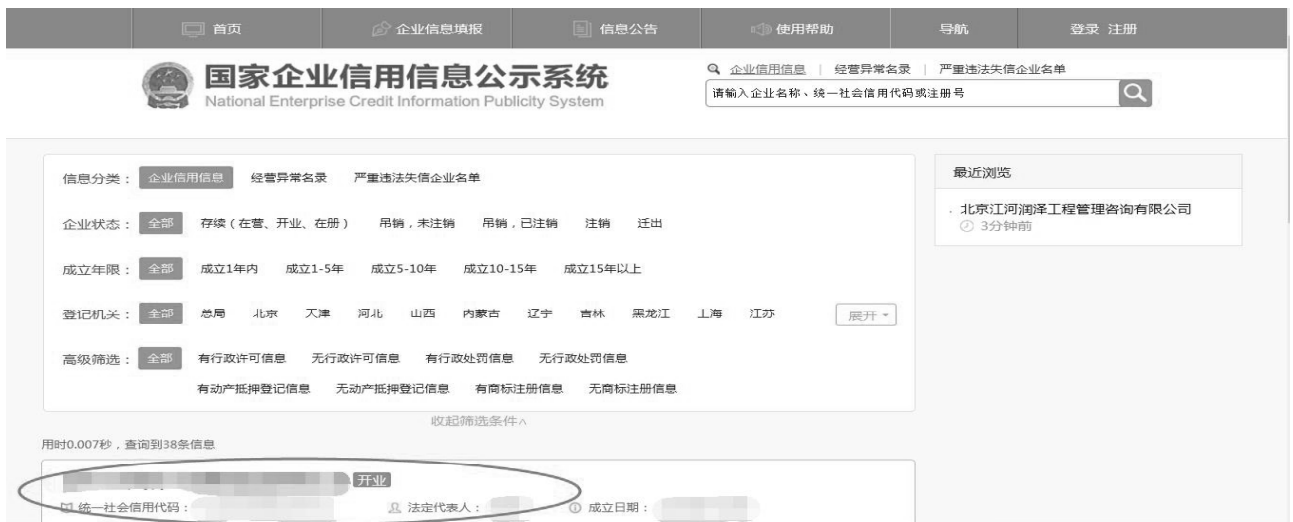 首页 企业信息填报 信息公告 使用帮助 导航 登录 注册
企业信用信息 | 经营异常名录 | 严重违法失信企业名单
国家企业信用信息公示系统
National Enterprise Credit Information Publicity System
请输入企业名称、统一社会信用代码或注册号
信息分类： 企业信用信息 经营异常名录 严重违法失信企业名单
企业状态： 全部 存续（在营、开业、在册） 吊销，未注销 吊销，已注销 注销 迁出
成立年限： 全部 成立1年内 成立1-5年 成立5-10年 成立10-15年 成立15年以上
登记机关： 全部 总局 北京 天津 河北 山西 内蒙古 辽宁 吉林 黑龙江 上海 江苏 展开
高级筛选： 全部 有行政许可信息 无行政许可信息 有行政处罚信息 无行政处罚信息
有动产抵押登记信息 无动产抵押登记信息 有商标注册信息 无商标注册信息
收起筛选条件
最近浏览
北京江河润泽工程管理咨询有限公司
3分钟前
用时0.007秒，查询到38条信息
开业
统一社会信用代码： 法定代表人： 成立日期：